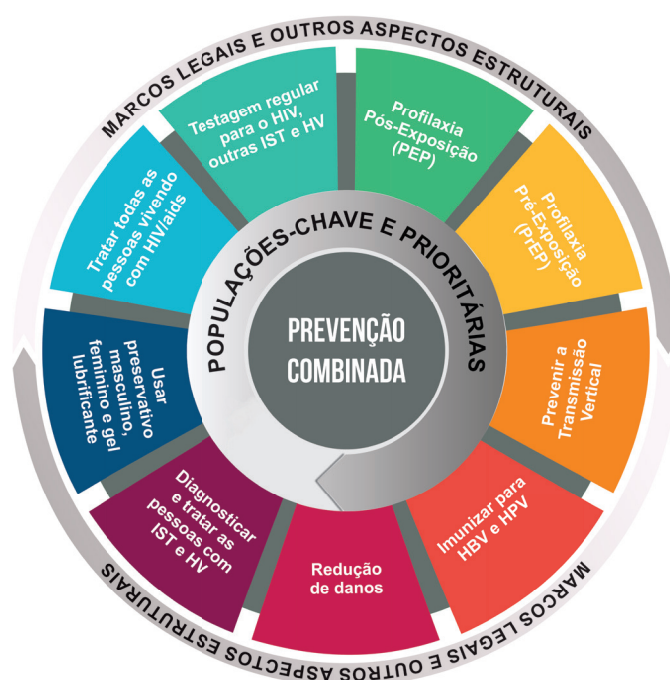 MARCOS LEGAIS E OUTROS ASPECTOS ESTRUTURAIS
Testagem regular
para o HIV,
outras IST e HV
Profilaxia
Pós-Exposição
(PEP)
Profilaxia
Pré-Exposição
(PrEP)
Prevenir a
Transmissão
Vertical
Imunizar para
HBV e HPV
Redução
de danos
Diagnosticar
e tratar as
pessoas com
IST e HV
Usar
preservativo
masculino,
feminino e gel
lubrificante
Tratar todas as
pessoas vivendo
com HIV/aids
POPULAÇÕES-CHAVE E PRIORITÁRIAS
PREVENÇÃO
COMBINADA
MARCOS LEGAIS E OUTROS ASPECTOS ESTRUTURAIS